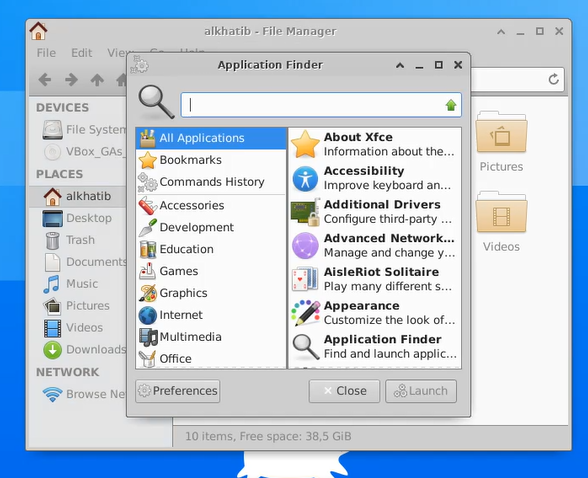 alkhatib - File Manager
File Edit View Go Help
DEVICES
File System
VBox_GAs_
PLACES
alkhatib
Desktop
Trash
Documents
Music
Pictures
Videos
Downloads
NETWORK
Browse Ne
Application Finder
All Applications
Bookmarks
Commands History
Accessories
Development
Education
Games
Graphics
Internet
Multimedia
Office
About Xfce
Information about the...
Accessibility
Improve keyboard an...
Additional Drivers
Configure third-party ...
Advanced Network...
Manage and change y...
AisleRiot Solitaire
Play many different s...
Appearance
Customize the look of...
Application Finder
Find and launch applic...
Preferences
Close
Launch
Pictures
Videos
10 items, Free space: 38,5 GiB